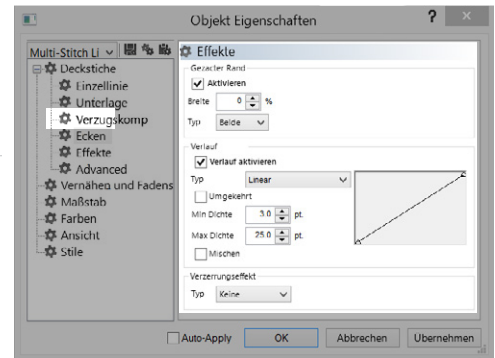 Objekt Eigenschaften
?
Multi-Stitch Li
Deckstiche
Einzellinie
Unterlage
Verzugskomp
Ecken
Effekte
Advanced
Vernähen und Fadens
Maßstab
Farben
Ansicht
Stile
Effekte
Gezackter Rand
Aktivieren
Breite 0 %
Typ Beide
Verlauf
Verlauf aktivieren
Typ Linear
Umgekehrt
Min Dichte 3.0 pt.
Max Dichte 25.0 pt.
Mischen
Verzerrungseffekt
Typ Keine
Auto-Apply OK Abbrechen Übernehmen